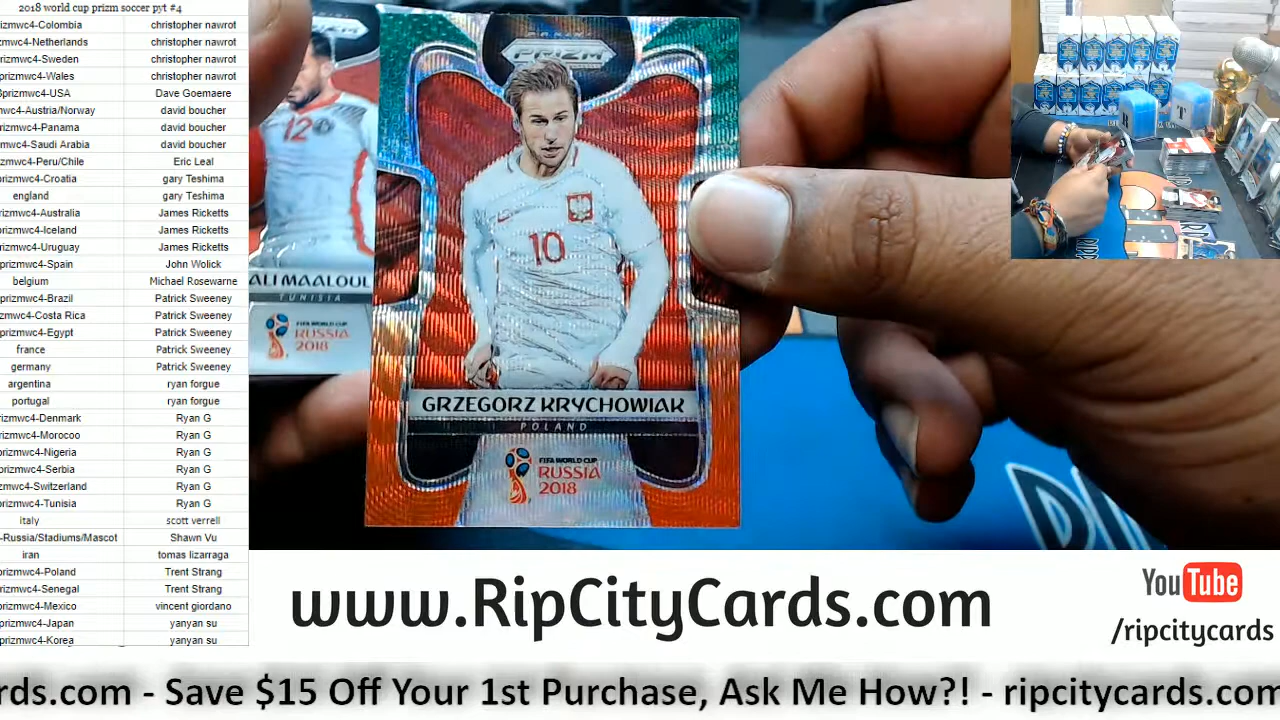 2018 world cup prizm soccer pyt #4
rizmwc4-Colombia christopher nawrot
zmwc4-Netherlands christopher nawrot
rizmwc4-Sweden christopher nawrot
prizmwc4-Wales christopher nawrot
prizmwc4-USA Dave Goemaere
zmwc4-Austria/Norway david boucher
rizmwc4-Panama david boucher
zmwc4-Saudi Arabia david boucher
zmwc4-Peru/Chile Eric Leal
rizmwc4-Croatia gary Teshima
england gary Teshima
rizmwc4-Australia James Ricketts
rizmwc4-Iceland James Ricketts
rizmwc4-Uruguay James Ricketts
prizmwc4-Spain John Wolick
belgium Michael Rosewarne
prizmwc4-Brazil Patrick Sweeney
izmwc4-Costa Rica Patrick Sweeney
prizmwc4-Egypt Patrick Sweeney
france Patrick Sweeney
germany Patrick Sweeney
argentina ryan forgue
portugal ryan forgue
rizmwc4-Denmark Ryan G
rizmwc4-Morocoo Ryan G
rizmwc4-Nigeria Ryan G
rizmwc4-Serbia Ryan G
zmwc4-Switzerland Ryan G
rizmwc4-Tunisia Ryan G
italy scott verrell
-Russia/Stadiums/Mascot Shawn Vu
iran tomas lizarraga
prizmwc4-Poland Trent Strang
rizmwc4-Senegal Trent Strang
prizmwc4-Mexico vincent giordano
prizmwc4-Japan yanyan su
prizmwc4-Korea yanyan su
12
ALI MAALOUL
TUNISIA
FIFA WORLD CUP
RUSSIA
2018
PRIZM
10
GRZEGORZ KRYCHOWIAK
POLAND
FIFA WORLD CUP
RUSSIA
2018
www.RipCityCards.com
YouTube
/ripcitycards
rds.com - Save $15 Off Your 1st Purchase, Ask Me How?! - ripcitycards.com